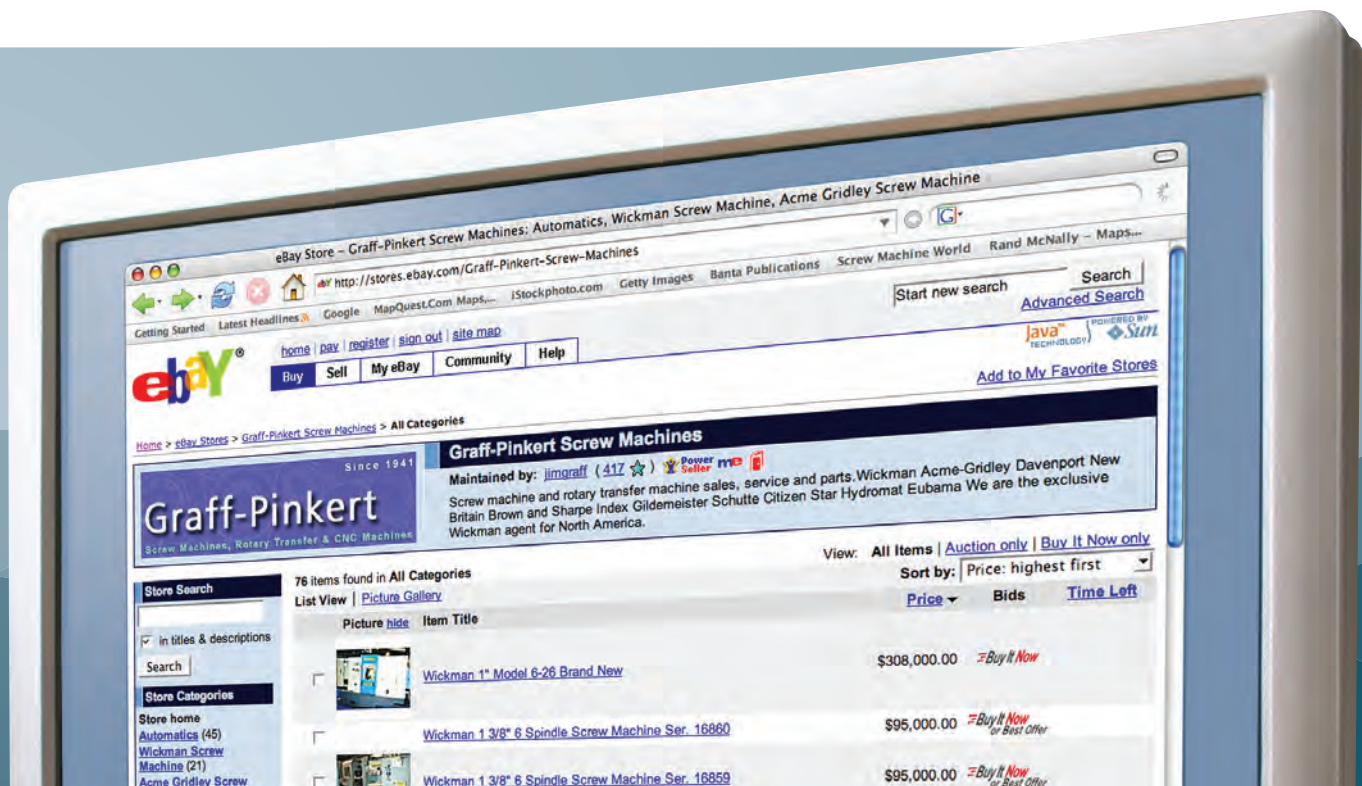 eBay Store – Graff-Pinkert Screw Machines: Automatics, Wickman Screw Machine, Acme Gridley Screw Machine
http://stores.ebay.com/Graff-Pinkert-Screw-Machines
G
Getting Started Latest Headlines Google MapQuest.Com Maps,... iStockphoto.com Getty Images Banta Publications Screw Machine World Rand McNally – Maps...
ebaY®
home | pay | register | sign out | site map
Start new search Search
Advanced Search
Buy Sell My eBay Community Help
Java™ TECHNOLOGY
POWERED BY Sun
Add to My Favorite Stores
Home > eBay Stores > Graff-Pinkert Screw Machines > All Categories
Since 1941
Graff-Pinkert
Screw Machines, Rotary Transfer & CNC Machines
Graff-Pinkert Screw Machines
Maintained by: jimgraff ( 417 ) Power Seller me
Screw machine and rotary transfer machine sales, service and parts.Wickman Acme-Gridley Davenport New
Britain Brown and Sharpe Index Gildemeister Schutte Citizen Star Hydromat Eubama We are the exclusive
Wickman agent for North America.
View: All Items | Auction only | Buy It Now only
76 items found in All Categories
Sort by: Price: highest first
List View | Picture Gallery
Price Bids Time Left
Picture hide Item Title
Store Search
in titles & descriptions
Search
Store Categories
Store home
Automatics (45)
Wickman Screw
Machine (21)
Acme Gridley Screw
Wickman 1" Model 6-26 Brand New $308,000.00 Buy It Now
Wickman 1 3/8" 6 Spindle Screw Machine Ser. 16860 $95,000.00 Buy It Now
or Best Offer
Wickman 1 3/8" 6 Spindle Screw Machine Ser. 16859 $95,000.00 Buy It Now
or Best Offer